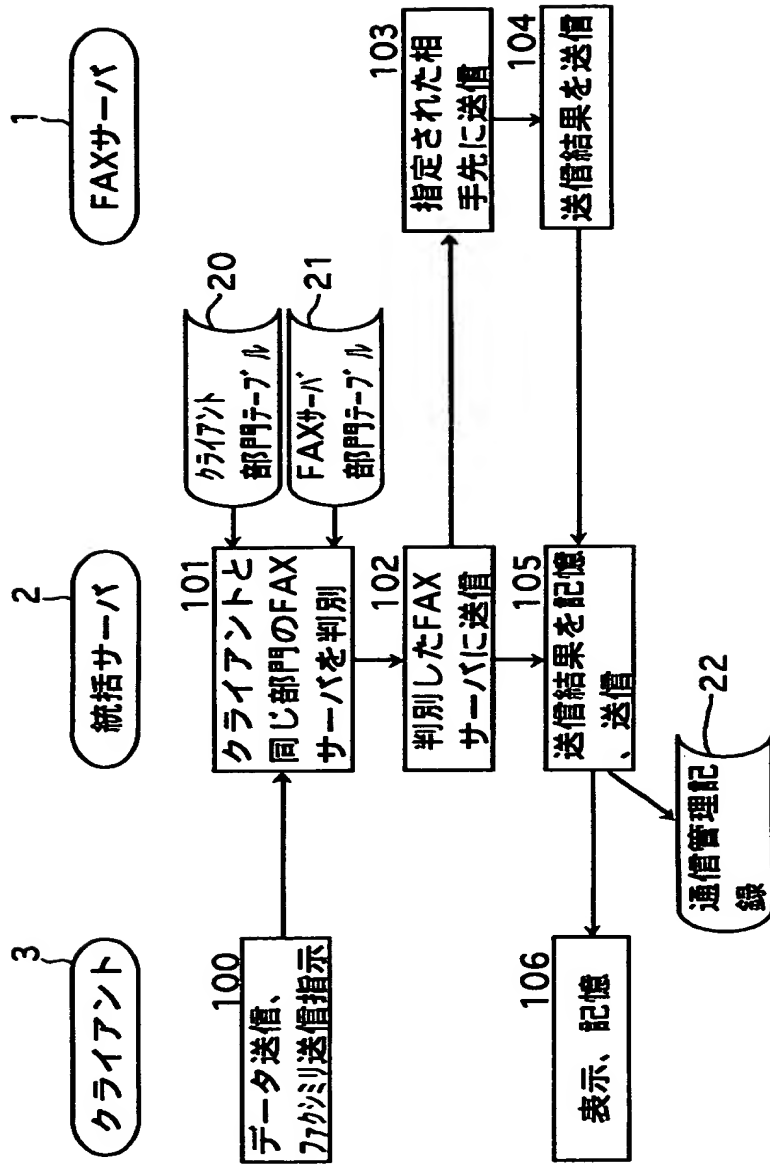 3
クライアント
2
統括サーバ
1
FAXサーバ
100
データ送信、
ファクシミリ送信指示
101
クライアントと
同じ部門のFAX
サーバを判別
20
クライアント
部門テーブル
21
FAXサーバ
部門テーブル
102
判別したFAX
サーバに送信
103
指定された相
手先に送信
104
送信結果を送信
105
送信結果を記憶
、送信
106
表示、記憶
22
通信管理記
録